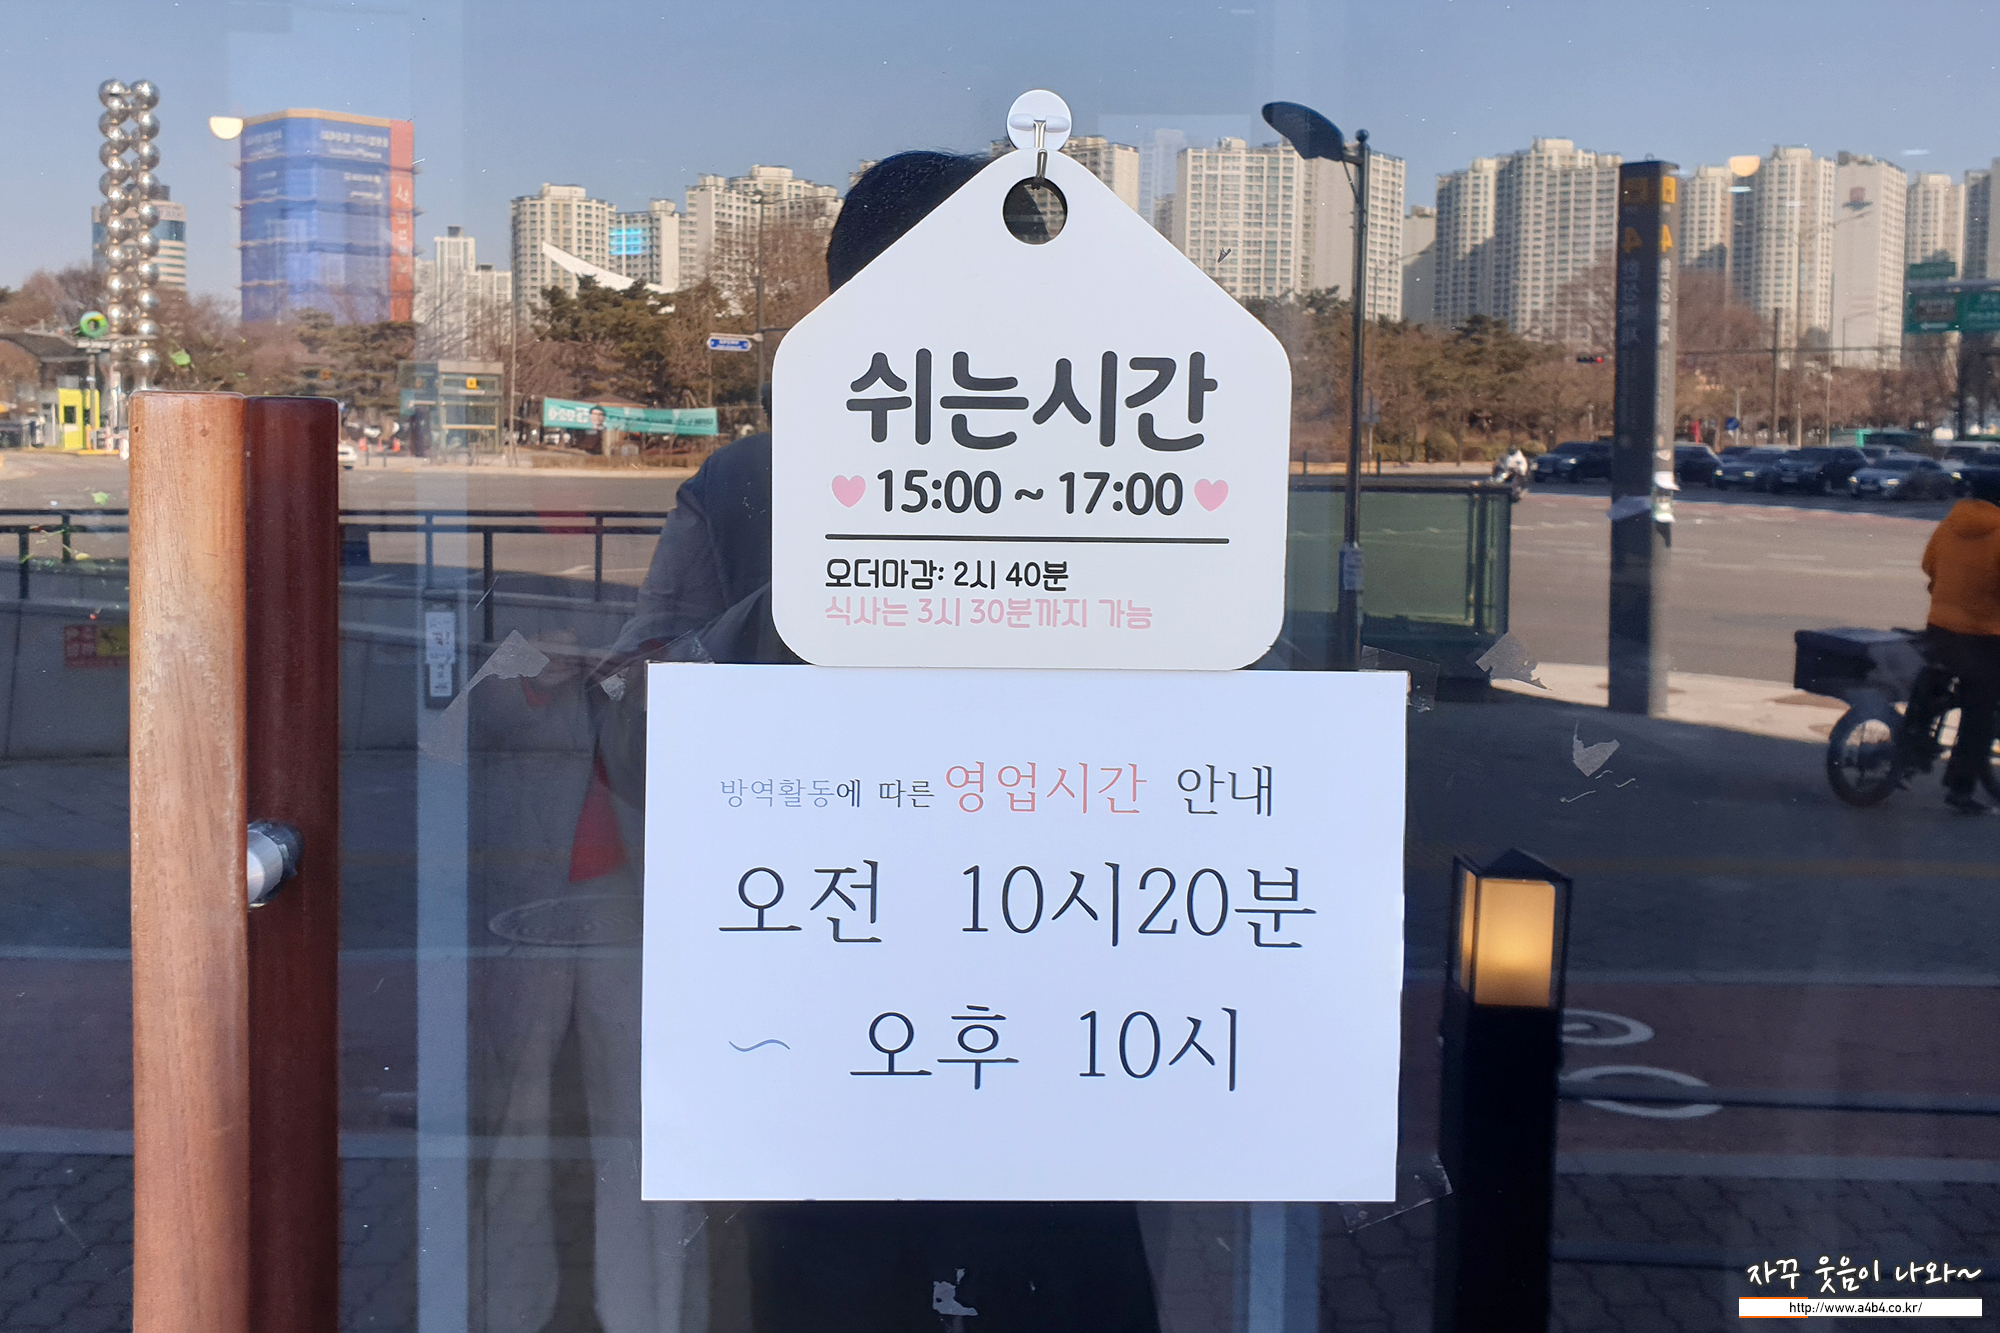 쉬는시간
15:00 ~ 17:00
오더마감: 2시 40분
식사는 3시 30분까지 가능
방역활동에 따른 영업시간 안내
오전 10시20분
~ 오후 10시
자꾸 웃음이 나와~
http://www.a4b4.co.kr/